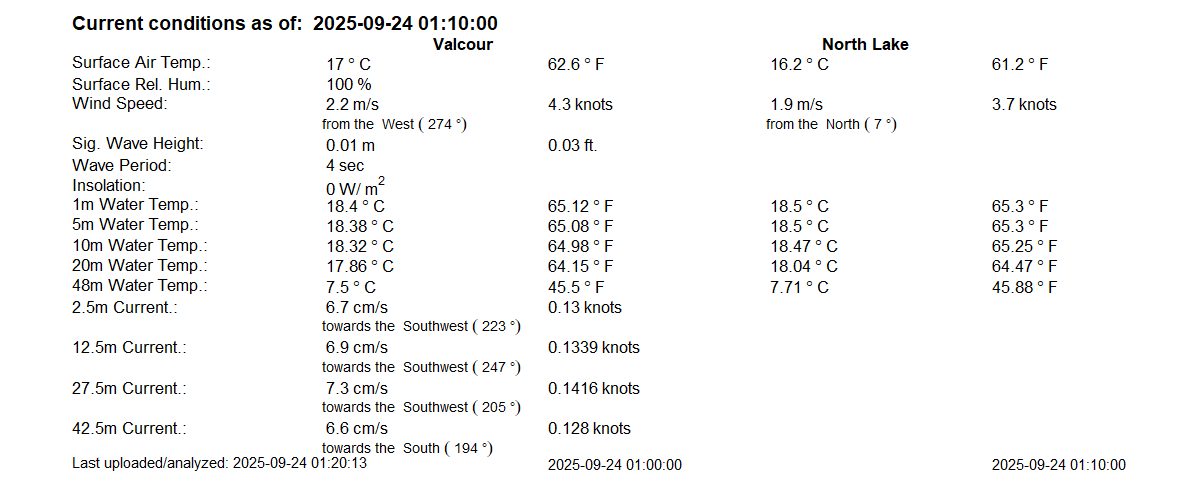 Current conditions as of: 2025-09-24 01:10:00
Valcour North Lake
Surface Air Temp.: 17 ° C 62.6 ° F 16.2 ° C 61.2 ° F
Surface Rel. Hum.: 100 %
Wind Speed: 2.2 m/s 4.3 knots 1.9 m/s 3.7 knots
from the West ( 274 °) from the North ( 7 °)
Sig. Wave Height: 0.01 m 0.03 ft.
Wave Period: 4 sec
Insolation: 0 W/ m2
1m Water Temp.: 18.4 ° C 65.12 ° F 18.5 ° C 65.3 ° F
5m Water Temp.: 18.38 ° C 65.08 ° F 18.5 ° C 65.3 ° F
10m Water Temp.: 18.32 ° C 64.98 ° F 18.47 ° C 65.25 ° F
20m Water Temp.: 17.86 ° C 64.15 ° F 18.04 ° C 64.47 ° F
48m Water Temp.: 7.5 ° C 45.5 ° F 7.71 ° C 45.88 ° F
2.5m Current.: 6.7 cm/s 0.13 knots
towards the Southwest ( 223 °)
12.5m Current.: 6.9 cm/s 0.1339 knots
towards the Southwest ( 247 °)
27.5m Current.: 7.3 cm/s 0.1416 knots
towards the Southwest ( 205 °)
42.5m Current.: 6.6 cm/s 0.128 knots
towards the South ( 194 °)
Last uploaded/analyzed: 2025-09-24 01:20:13 2025-09-24 01:00:00 2025-09-24 01:10:00